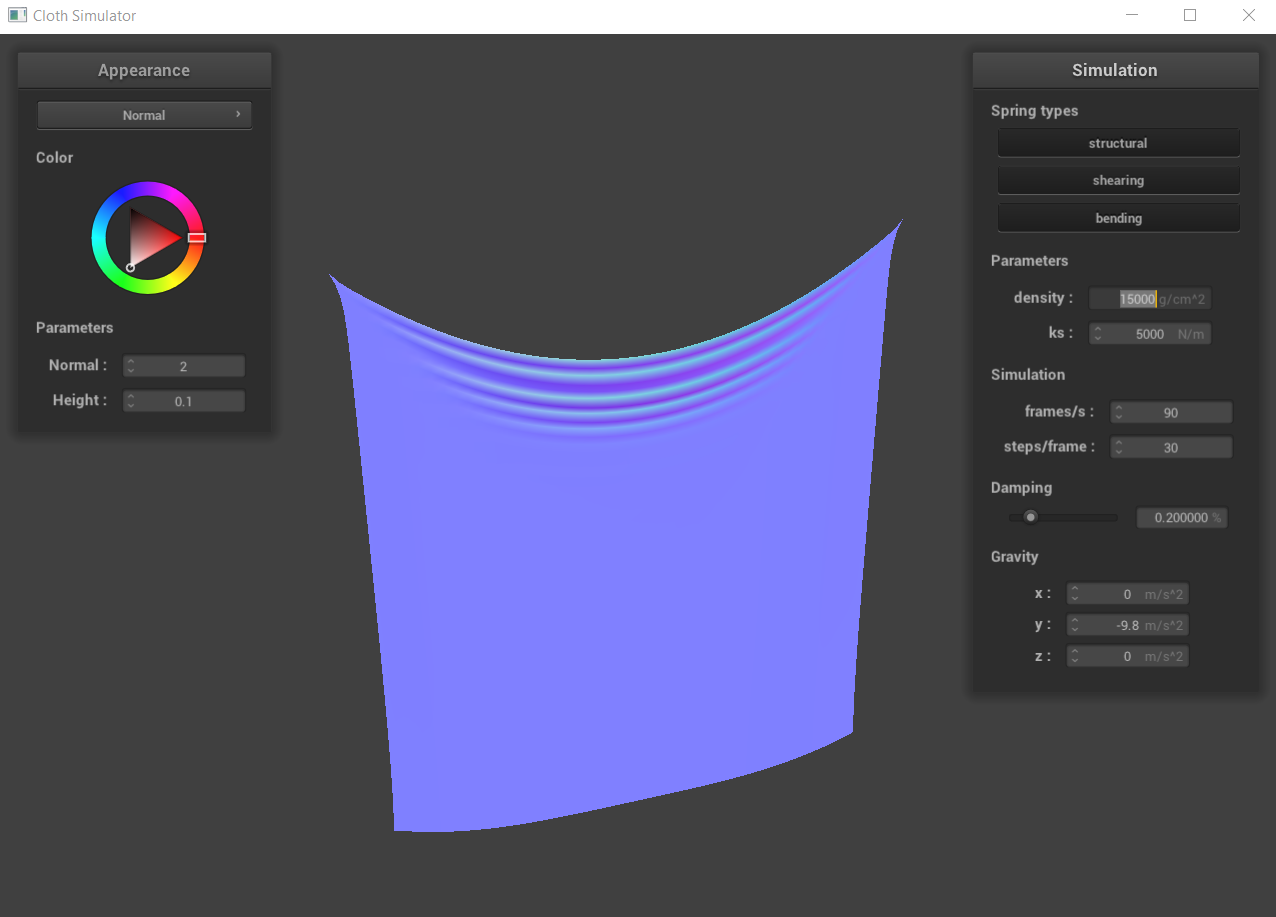 Cloth Simulator
Appearance
Normal
Color
Parameters
Normal : 2
Height : 0.1
Simulation
Spring types
structural
shearing
bending
Parameters
density : 15000 g/cm^2
ks : 5000 N/m
Simulation
frames/s : 90
steps/frame : 30
Damping
0.200000 %
Gravity
x : 0 m/s^2
y : -9.8 m/s^2
z : 0 m/s^2